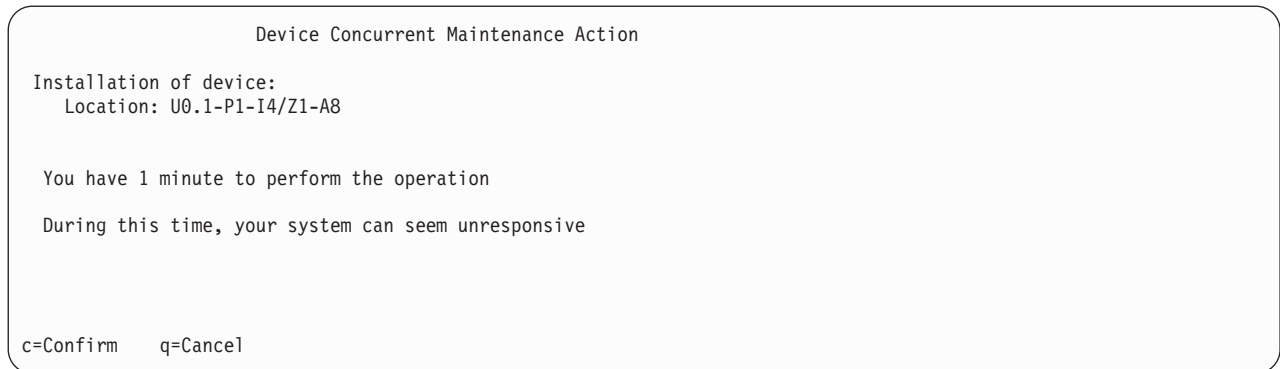 Device Concurrent Maintenance Action
Installation of device:
Location: U0.1-P1-I4/Z1-A8
You have 1 minute to perform the operation
During this time, your system can seem unresponsive
c=Confirm    q=Cancel